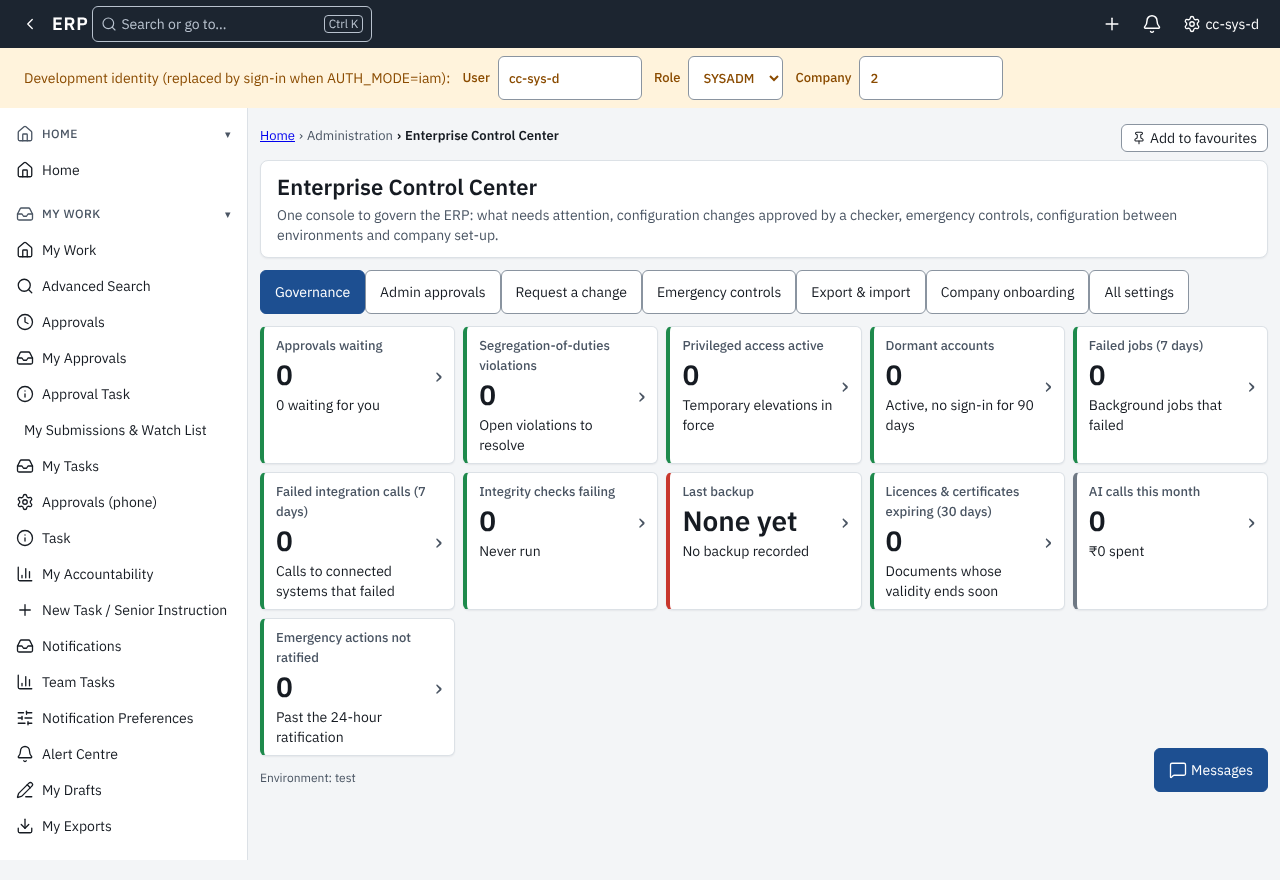 ERP
Search or go to...
Ctrl K
cc-sys-d
Development identity (replaced by sign-in when AUTH_MODE=iam):
User
cc-sys-d
Role
SYSADM
Company
2
HOME
Home
MY WORK
My Work
Advanced Search
Approvals
My Approvals
Approval Task
My Submissions & Watch List
My Tasks
Approvals (phone)
Task
My Accountability
New Task / Senior Instruction
Notifications
Team Tasks
Notification Preferences
Alert Centre
My Drafts
My Exports
Home › Administration › Enterprise Control Center
Add to favourites
Enterprise Control Center
One console to govern the ERP: what needs attention, configuration changes approved by a checker, emergency controls, configuration between
environments and company set-up.
Governance
Admin approvals
Request a change
Emergency controls
Export & import
Company onboarding
All settings
Approvals waiting
0
0 waiting for you
Segregation-of-duties
violations
0
Open violations to
resolve
Privileged access active
0
Temporary elevations in
force
Dormant accounts
0
Active, no sign-in for 90
days
Failed jobs (7 days)
0
Background jobs that
failed
Failed integration calls (7
days)
0
Calls to connected
systems that failed
Integrity checks failing
0
Never run
Last backup
None yet
No backup recorded
Licences & certificates
expiring (30 days)
0
Documents whose
validity ends soon
AI calls this month
0
₹0 spent
Emergency actions not
ratified
0
Past the 24-hour
ratification
Environment: test
Messages